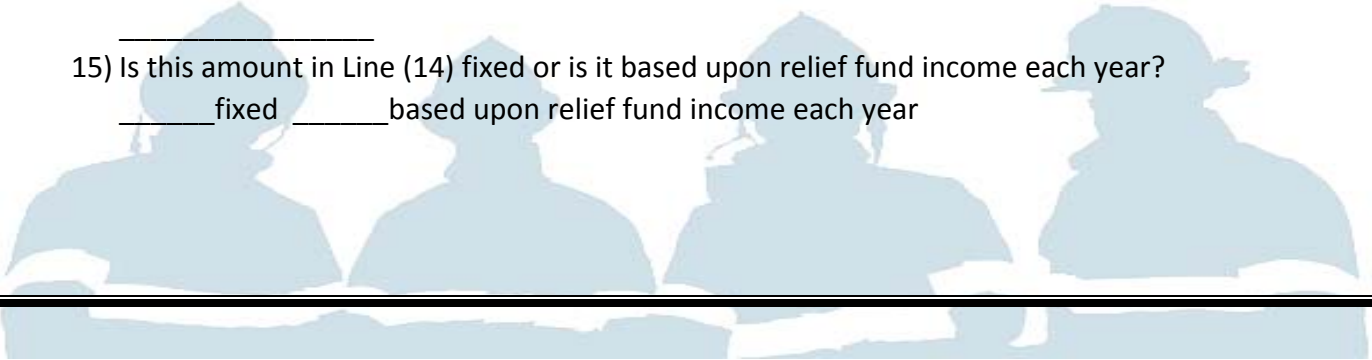 ________________
15) Is this amount in Line (14) fixed or is it based upon relief fund income each year?
______fixed ______based upon relief fund income each year